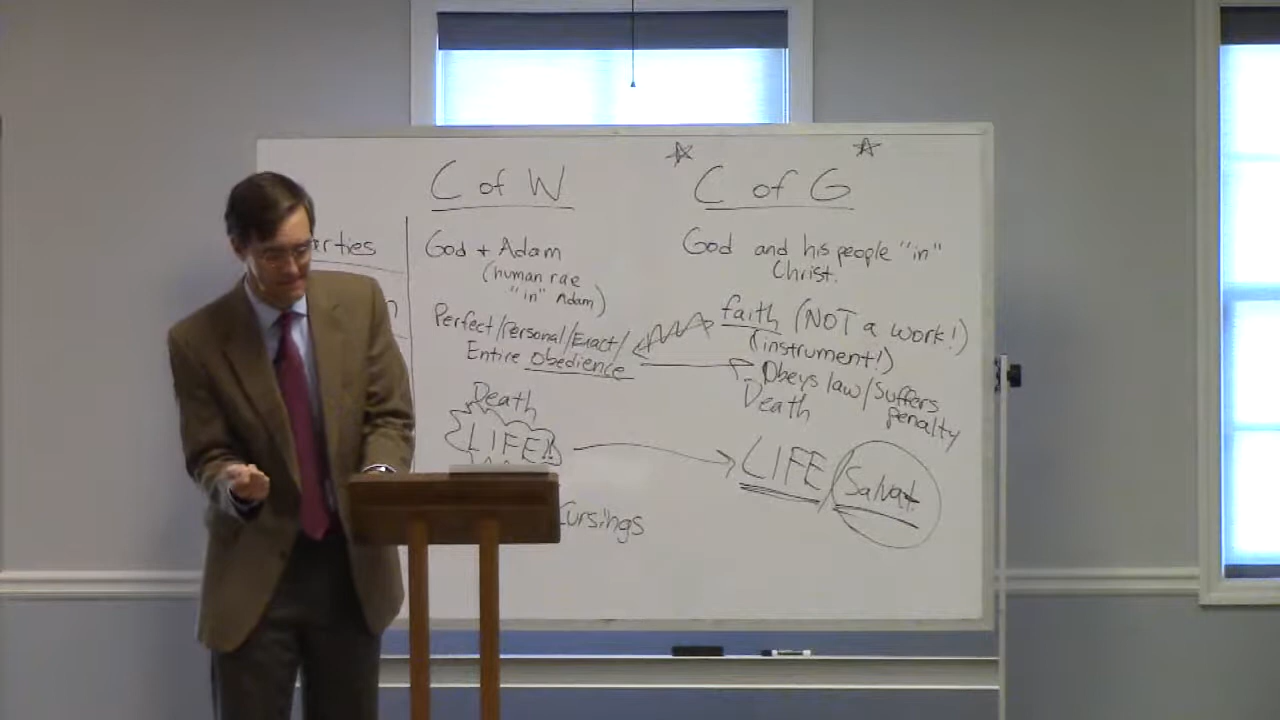 C of W
God + Adam
(human rae
"in" Adam)
Perfect/Personal/Exact/
Entire obedience
Death
LIFE!
Cursings
C of G
God and his people "in"
Christ.
faith (NOT a work!)
(instrument!)
Obeys law/Suffers
penalty
Death
LIFE/Salvat.
arties